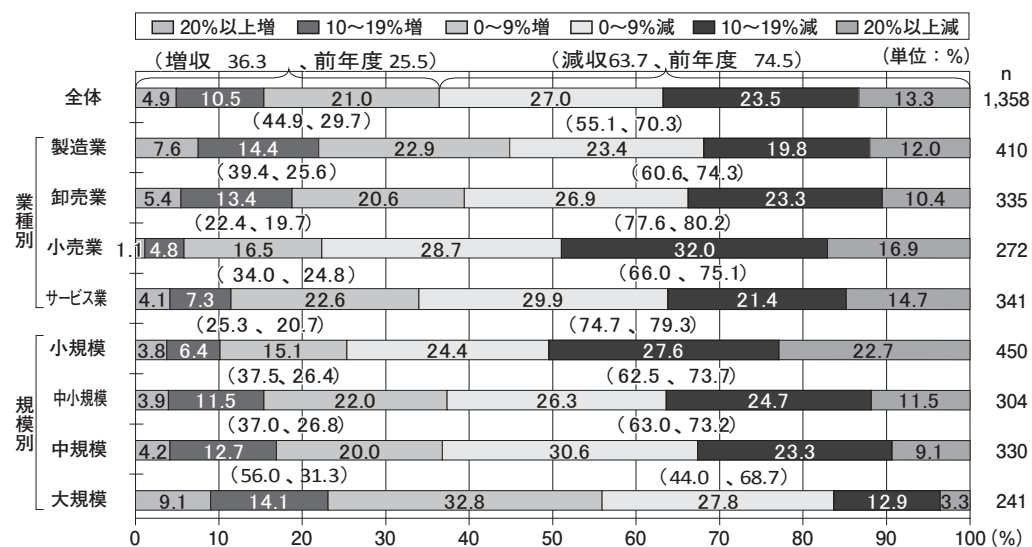 20%以上増 10～19%増 0～9%増 0～9%減 10～19%減 20%以上減
（増収 36.3 、前年度 25.5） （減収63.7、前年度 74.5） （単位：%）
n
全体 4.9 10.5 21.0 27.0 23.5 13.3 1,358
（44.9、29.7） （55.1、70.3）
製造業 7.6 14.4 22.9 23.4 19.8 12.0 410
（39.4、25.6） （60.6、74.3）
卸売業 5.4 13.4 20.6 26.9 23.3 10.4 335
（22.4、19.7） （77.6、80.2）
業種別
小売業 1.1 4.8 16.5 28.7 32.0 16.9 272
（34.0 、24.8） （66.0 、75.1）
サービス業 4.1 7.3 22.6 29.9 21.4 14.7 341
（25.3 、20.7） （74.7 、79.3）
小規模 3.8 6.4 15.1 24.4 27.6 22.7 450
（37.5、26.4） （62.5 、73.7）
中小規模 3.9 11.5 22.0 26.3 24.7 11.5 304
規模別
（37.0、26.8） （63.0、73.2）
中規模 4.2 12.7 20.0 30.6 23.3 9.1 330
（56.0、31.3） （44.0 、68.7）
大規模 9.1 14.1 32.8 27.8 12.9 3.3 241
0 10 20 30 40 50 60 70 80 90 100 (%)